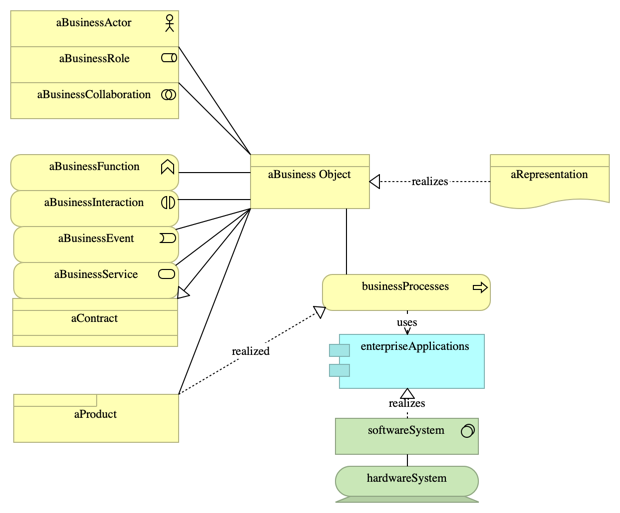 aBusinessActor
aBusinessRole
aBusinessCollaboration
aBusinessFunction
aBusiness Object
aRepresentation
realizes
aBusinessInteraction
aBusinessEvent
aBusinessService
businessProcesses
aContract
uses
enterpriseApplications
realized
realizes
aProduct
softwareSystem
hardwareSystem